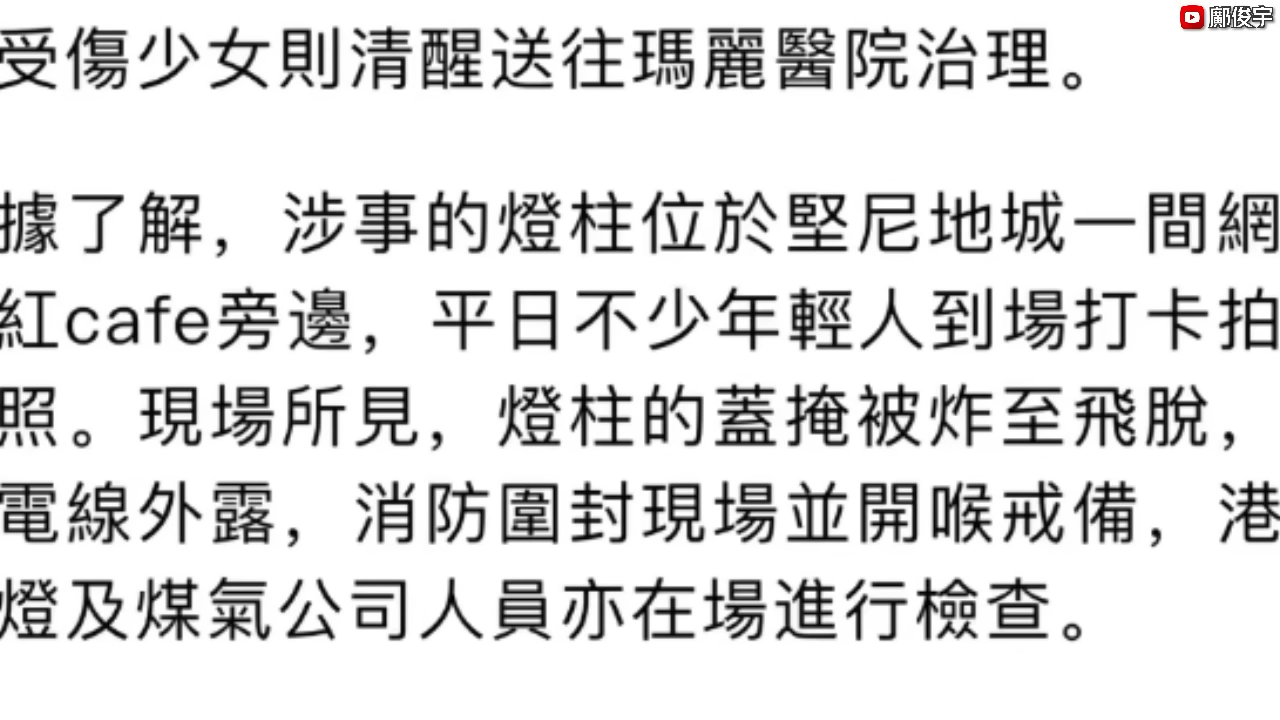 鄺俊宇
受傷少女則清醒送往瑪麗醫院治理。
據了解，涉事的燈柱位於堅尼地城一間網
紅cafe旁邊，平日不少年輕人到場打卡拍
照。現場所見，燈柱的蓋掩被炸至飛脫，
電線外露，消防圍封現場並開喉戒備，港
燈及煤氣公司人員亦在場進行檢查。